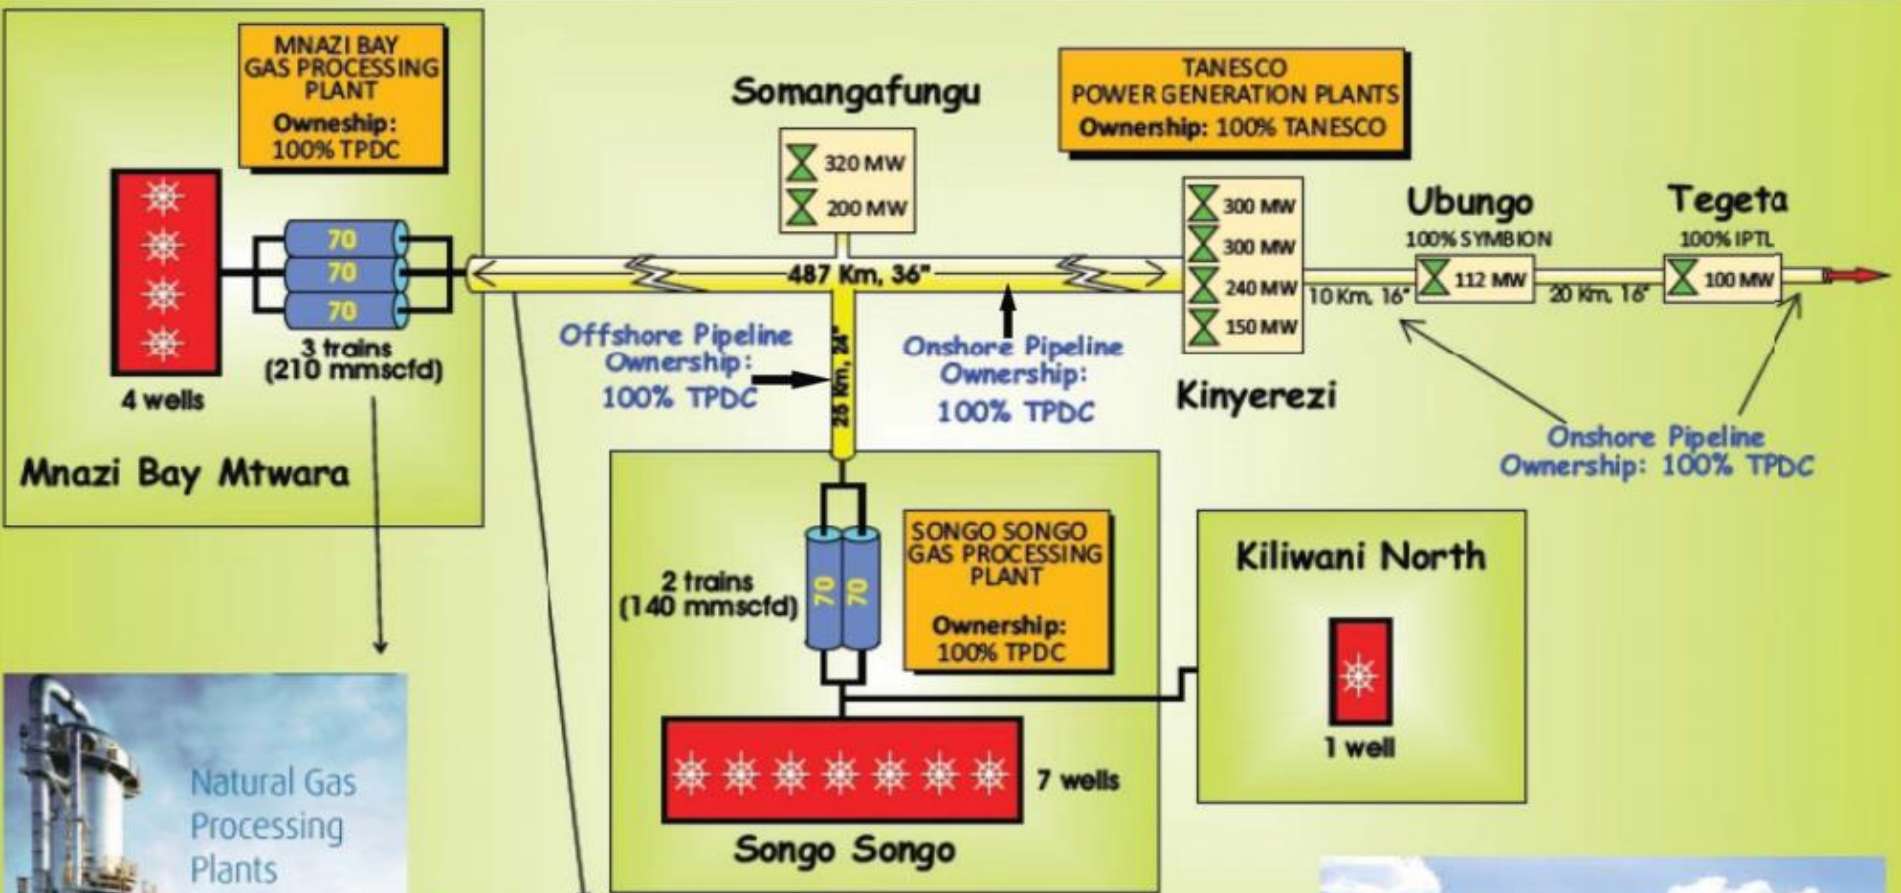 MNAZI BAY
GAS PROCESSING
PLANT
Owneship:
100% TPDC
70
70
70
3 trains
(210 mmscfd)
4 wells
Mnazi Bay Mtwara
Somangafungu
320 MW
200 MW
TANESCO
POWER GENERATION PLANTS
Ownership: 100% TANESCO
487 Km, 36"
300 MW
300 MW
240 MW
150 MW
Kinyerezi
10 Km, 16"
Ubungo
100% SYMBION
112 MW
20 Km, 16"
Tegeta
100% IPTL
100 MW
Offshore Pipeline
Ownership:
100% TPDC
Km, 24"
Onshore Pipeline
Ownership:
100% TPDC
Onshore Pipeline
Ownership: 100% TPDC
2 trains
(140 mmscfd)
70
70
SONGO SONGO
GAS PROCESSING
PLANT
Ownership:
100% TPDC
7 wells
Songo Songo
Kiliwani North
1 well
Natural Gas
Processing
Plants